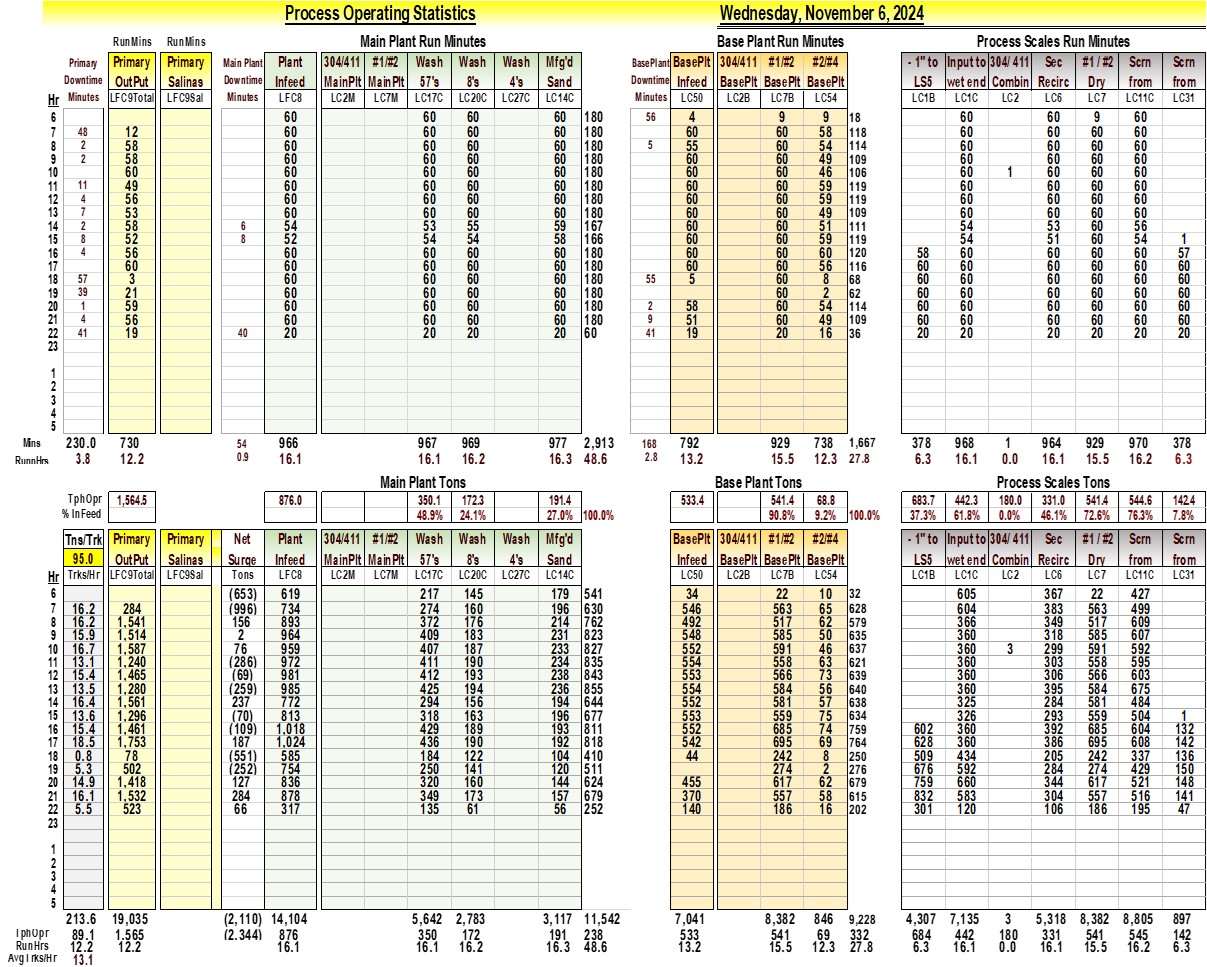 Process Operating Statistics Wednesday, November 6, 2024
RunMins RunMins Main Plant Run Minutes Base Plant Run Minutes Process Scales Run Minutes
Primary Primary Primary Main Plant Plant 304/411 #1/#2 Wash Wash Wash Mfg'd BasePlant BasePlt 304/411 #1/#2 #2/#4 - 1" to Input to 304/ 411 Sec #1 / #2 Scrn Scrn
Downtime OutPut Salinas Downtime Infeed MainPlt MainPlt 57's 8's 4's Sand Downtime Infeed BasePlt BasePlt BasePlt LS5 wet end Combin Recirc Dry from from
Hr Minutes LFC9Total LFC9Sal Minutes LFC8 LC2M LC7M LC17C LC20C LC27C LC14C Minutes LC50 LC2B LC7B LC54 LC1B LC1C LC2 LC6 LC7 LC11C LC31
6 60 60 60 60 180 56 4 9 9 18 60 60 9 60
7 48 12 60 60 60 60 180 60 60 58 118 60 60 60 60
8 2 58 60 60 60 60 180 5 55 60 54 114 60 60 60 60
9 2 58 60 60 60 60 180 60 60 49 109 60 60 60 60
10 60 60 60 60 60 180 60 60 46 106 60 1 60 60 60
11 11 49 60 60 60 60 180 60 60 59 119 60 60 60 60
12 4 56 60 60 60 60 180 60 60 59 119 60 60 60 60
13 7 53 60 60 60 60 180 60 60 49 109 60 60 60 60
14 2 58 6 54 53 55 59 167 60 60 51 111 54 53 60 56
15 8 52 8 52 54 54 58 166 60 60 59 119 54 51 60 54 1
16 4 56 60 60 60 60 180 60 60 60 120 58 60 60 60 60 57
17 60 60 60 60 60 180 60 60 56 116 60 60 60 60 60 60
18 57 3 60 60 60 60 180 55 5 60 8 68 60 60 60 60 60 60
19 39 21 60 60 60 60 180 60 2 62 60 60 60 60 60 60
20 1 59 60 60 60 60 180 2 58 60 54 114 60 60 60 60 60 60
21 4 56 60 60 60 60 180 9 51 60 49 109 60 60 60 60 60 60
22 41 19 40 20 20 20 20 60 41 19 20 16 36 20 20 20 20 20 20
23
1
2
3
4
5
Mins 230.0 730 54 966 967 969 977 2,913 168 792 929 738 1,667 378 968 1 964 929 970 378
RunnHrs 3.8 12.2 0.9 16.1 16.1 16.2 16.3 48.6 2.8 13.2 15.5 12.3 27.8 6.3 16.1 0.0 16.1 15.5 16.2 6.3
Main Plant Tons Base Plant Tons Process Scales Tons
TphOpr 1,564.5 876.0 350.1 172.3 191.4 533.4 541.4 68.8 683.7 442.3 180.0 331.0 541.4 544.6 142.4
% InFeed 48.9% 24.1% 27.0% 100.0% 90.8% 9.2% 100.0% 37.3% 61.8% 0.0% 46.1% 72.6% 76.3% 7.8%
Tns/Trk Primary Primary Net Plant 304/411 #1/#2 Wash Wash Wash Mfg'd BasePlt 304/411 #1/#2 #2/#4 - 1" to Input to 304/ 411 Sec #1 / #2 Scrn Scrn
95.0 OutPut Salinas Surge Infeed MainPlt MainPlt 57's 8's 4's Sand Infeed BasePlt BasePlt BasePlt LS5 wet end Combin Recirc Dry from from
Hr Trks/Hr LFC9Total LFC9Sal Tons LFC8 LC2M LC7M LC17C LC20C LC27C LC14C LC50 LC2B LC7B LC54 LC1B LC1C LC2 LC6 LC7 LC11C LC31
6 (653) 619 217 145 179 541 34 22 10 32 605 367 22 427
7 16.2 284 (996) 734 274 160 196 630 546 563 65 628 604 383 563 499
8 16.2 1,541 156 893 372 176 214 762 492 517 62 579 366 349 517 609
9 15.9 1,514 2 964 409 183 231 823 548 585 50 635 360 318 585 607
10 16.7 1,587 76 959 407 187 233 827 552 591 46 637 360 3 299 591 592
11 13.1 1,240 (286) 972 411 190 234 835 554 558 63 621 360 303 558 595
12 15.4 1,465 (69) 981 412 193 238 843 553 566 73 639 360 306 566 603
13 13.5 1,280 (259) 985 425 194 236 855 554 584 56 640 360 395 584 675
14 16.4 1,561 237 772 294 156 194 644 552 581 57 638 325 284 581 484
15 13.6 1,296 (70) 813 318 163 196 677 553 559 75 634 326 293 559 504 1
16 15.4 1,461 (109) 1,018 429 189 193 811 552 685 74 759 602 360 392 685 604 132
17 18.5 1,753 187 1,024 436 190 192 818 542 695 69 764 628 360 386 695 608 142
18 0.8 78 (551) 585 184 122 104 410 44 242 8 250 509 434 205 242 337 136
19 5.3 502 (252) 754 250 141 120 511 274 2 276 676 592 284 274 429 150
20 14.9 1,418 127 836 320 160 144 624 455 617 62 679 759 660 344 617 521 148
21 16.1 1,532 284 878 349 173 157 679 370 557 58 615 832 583 304 557 516 141
22 5.5 523 66 317 135 61 56 252 140 186 16 202 301 120 106 186 195 47
23
1
2
3
4
5
213.6 19,035 (2,110) 14,104 5,642 2,783 3,117 11,542 7,041 8,382 846 9,228 4,307 7,135 3 5,318 8,382 8,805 897
TphOpr 89.1 1,565 (2.344) 876 350 172 191 238 533 541 69 332 684 442 180 331 541 545 142
RunHrs 12.2 12.2 16.1 16.1 16.2 16.3 48.6 13.2 15.5 12.3 27.8 6.3 16.1 0.0 16.1 15.5 16.2 6.3
AvgTrks/Hr 13.1